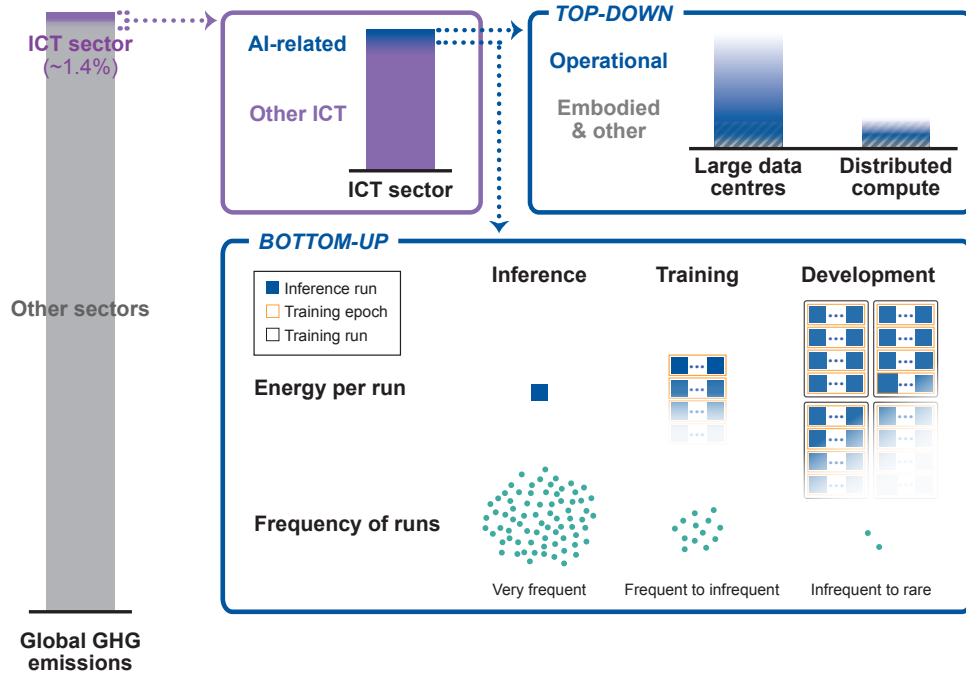 ICT sector
(~1.4%)
Other sectors
Global GHG
emissions
AI-related
Other ICT
ICT sector
TOP-DOWN
Operational
Embodied
& other
Large data
centres
Distributed
compute
BOTTOM-UP
Inference run
Training epoch
Training run
Inference
Training
Development
Energy per run
Frequency of runs
Very frequent
Frequent to infrequent
Infrequent to rare